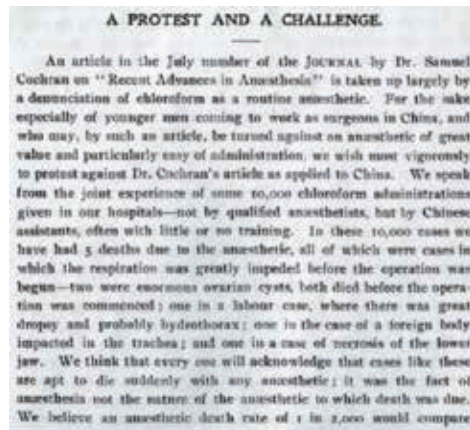 A PROTEST AND A CHALLENGE.
An article in the July number of the JOURNAL by Dr. Samuel
Cochran on "Recent Advances in Anæsthesia" is taken up largely by
a denunciation of chloroform as a routine anæsthetic. For the sake
especially of younger men coming to work as surgeons in China, and
who may, by such an article, be turned against an anæsthetic of great
value and particularly easy of administration, we wish most vigorously
to protest against Dr. Cochran's article as applied to China. We speak
from the joint experience of some 10,000 chloroform administrations
given in our hospitals—not by qualified anæsthetists, but by Chinese
assistants, often with little or no training. In these 10,000 cases we
have had 5 deaths due to the anæsthetic, all of which were cases in
which the respiration was greatly impeded before the operation was
begun—two were enormous ovarian cysts, both died before the opera-
tion was commenced; one in a labour case, where there was great
dropsy and probably hydrothorax; one in the case of a foreign body
impacted in the trachea; and one in a case of necrosis of the lower
jaw. We think that every one will acknowledge that cases like these
are apt to die suddenly with any anæsthetic; it was the fact of
anæsthesia not the nature of the anæsthetic to which death was due.
We believe an anæsthetic death rate of 1 in 2,000 would compare